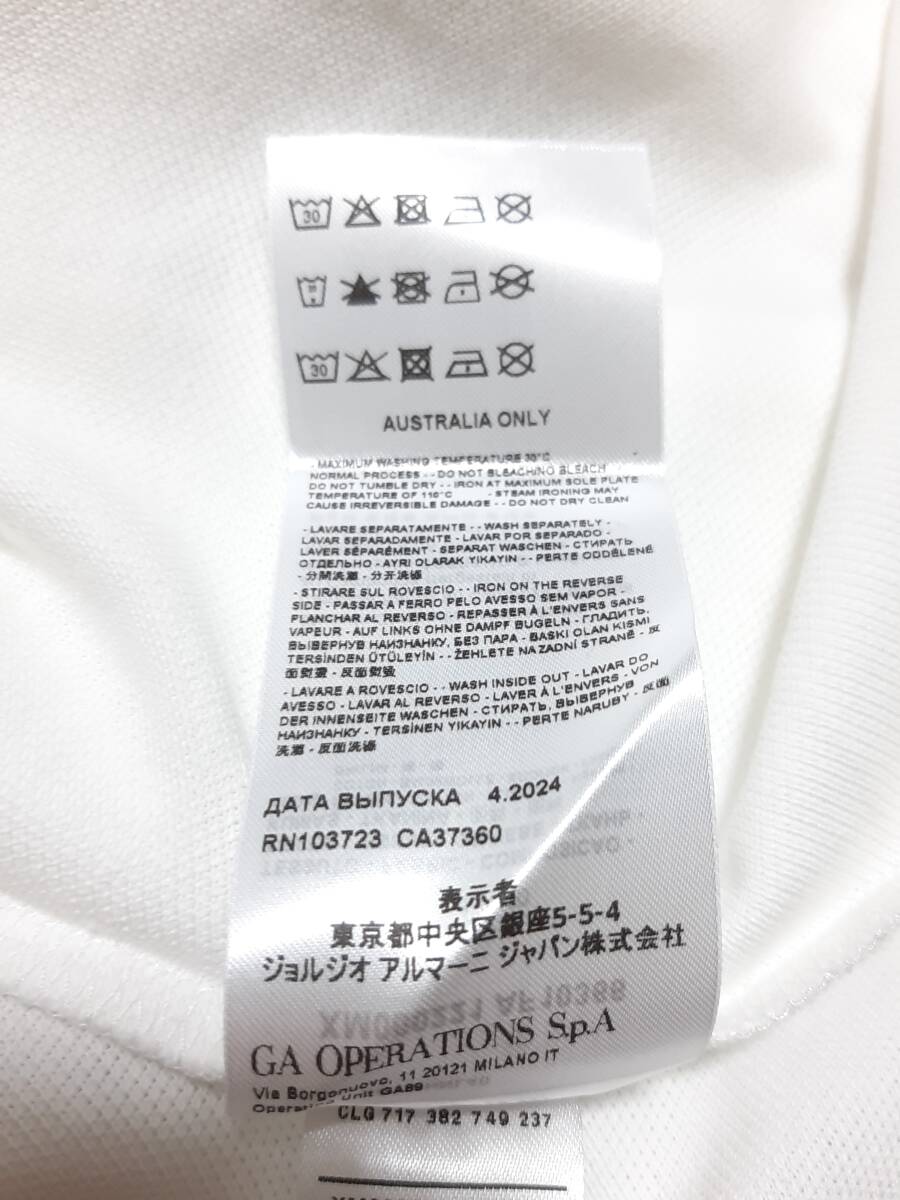 30
30
AUSTRALIA ONLY
- MAXIMUM WASHING TEMPERATURE 30°C
NORMAL PROCESS - - DO NOT BLEACHINO BLEACH
DO NOT TUMBLE DRY - - IRON AT MAXIMUM SOLE PLATE
TEMPERATURE OF 110°C - STEAM IRONING MAY
CAUSE IRREVERSIBLE DAMAGE - - DO NOT DRY CLEAN
- LAVARE SEPARATAMENTE - - WASH SEPARATELY -
LAVAR SEPARADAMENTE - LAVAR POR SEPARADO -
LAVER SÉPARÉMENT - SEPARAT WASCHEN - СТИРАТЬ
ОТДЕЛЬНО - AYRI OLARAK YIKAYIN - - PERTE ODDĚLENĚ
- 分開洗滌 - 分开洗涤
- STIRARE SUL ROVESCIO - - IRON ON THE REVERSE
SIDE - PASSAR A FERRO PELO AVESSO SEM VAPOR -
PLANCHAR AL REVERSO - REPASSER À L'ENVERS SANS
VAPEUR - AUF LINKS OHNE DAMPF BUGELN - ГЛАДИТЬ,
ВЫВЕРНУВ НАИЗНАНКУ, БЕЗ ПАРА - BASKI OLAN KISMI
TERSİNDEN ÜTÜLEYİN - - ŽEHLETE NA ZADNÍ STRANĚ - 反
面熨燙 - 反面熨烫
- LAVARE A ROVESCIO - - WASH INSIDE OUT - LAVAR DO
AVESSO - LAVAR AL REVERSO - LAVER À L'ENVERS - VON
DER INNENSEITE WASCHEN - СТИРАТЬ, ВЫВЕРНУВ
НАИЗНАНКУ - TERSİNEN YIKAYIN - - PERTE NARUBY - 反面
洗滌 - 反面洗涤
ДАТА ВЫПУСКА 4.2024
RN103723 CA37360
表示者
東京都中央区銀座5-5-4
ジョルジオ アルマーニ ジャパン株式会社
GA OPERATIONS S.p.A
Via Borgonuovo, 11 20121 MILANO IT
Operating unit GA89
CLG 717 382 749 237